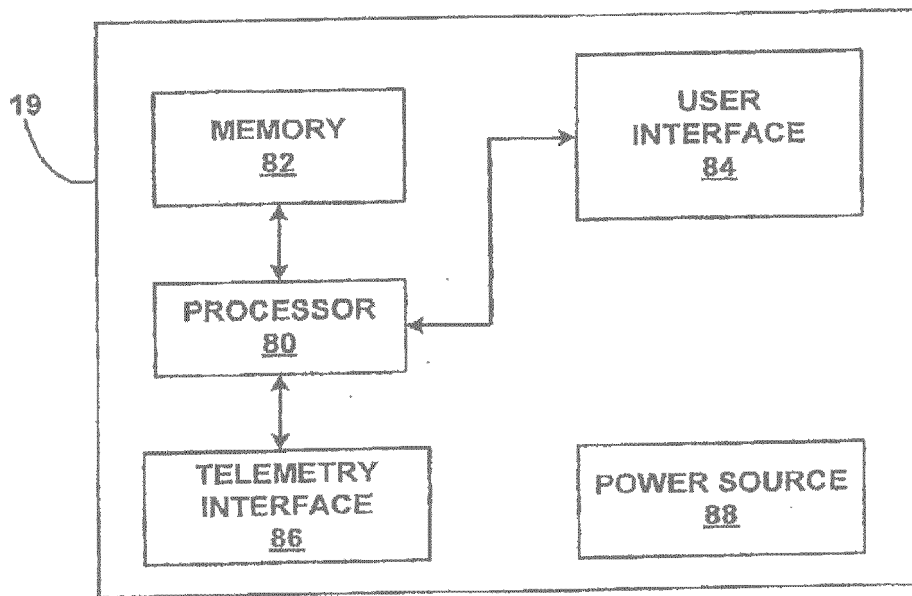 19
MEMORY
82
USER
INTERFACE
84
PROCESSOR
80
TELEMETRY
INTERFACE
86
POWER SOURCE
88